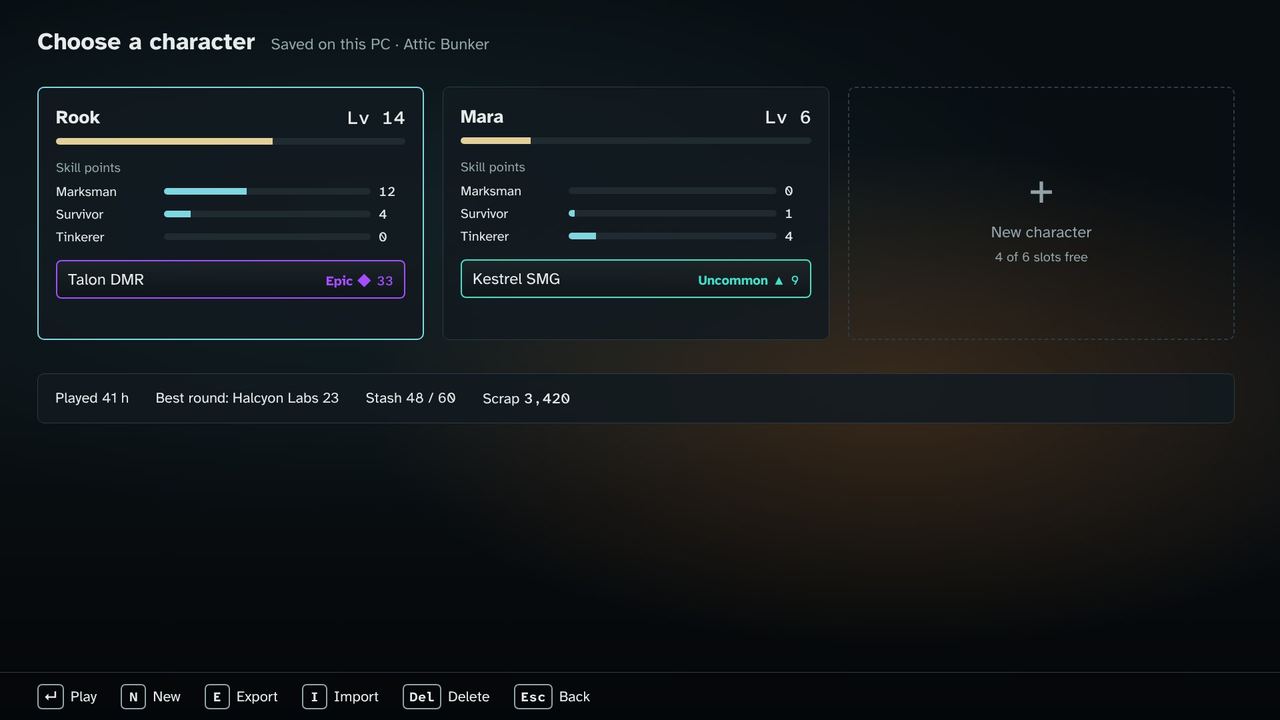 Choose a character Saved on this PC · Attic Bunker
Rook Lv 14
Skill points
Marksman 12
Survivor 4
Tinkerer 0
Talon DMR Epic ◆ 33
Mara Lv 6
Skill points
Marksman 0
Survivor 1
Tinkerer 4
Kestrel SMG Uncommon ▲ 9
+
New character
4 of 6 slots free
Played 41 h Best round: Halcyon Labs 23 Stash 48 / 60 Scrap 3,420
↵ Play N New E Export I Import Del Delete Esc Back